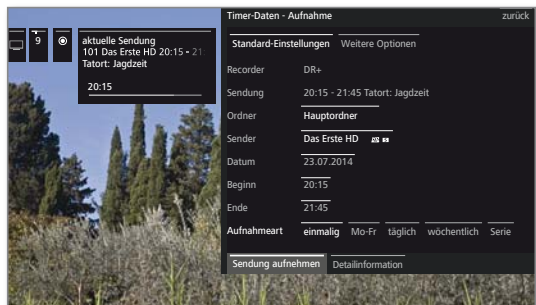 9
aktuelle Sendung
101 Das Erste HD 20:15 - 21:
Tatort: Jagdzeit
20:15
Timer-Daten - Aufnahme zurück
Standard-Einstellungen Weitere Optionen
Recorder DR+
Sendung 20:15 - 21:45 Tatort: Jagdzeit
Ordner Hauptordner
Sender Das Erste HD
Datum 23.07.2014
Beginn 20:15
Ende 21:45
Aufnahmeart einmalig Mo-Fr täglich wöchentlich Serie
Sendung aufnehmen Detailinformation